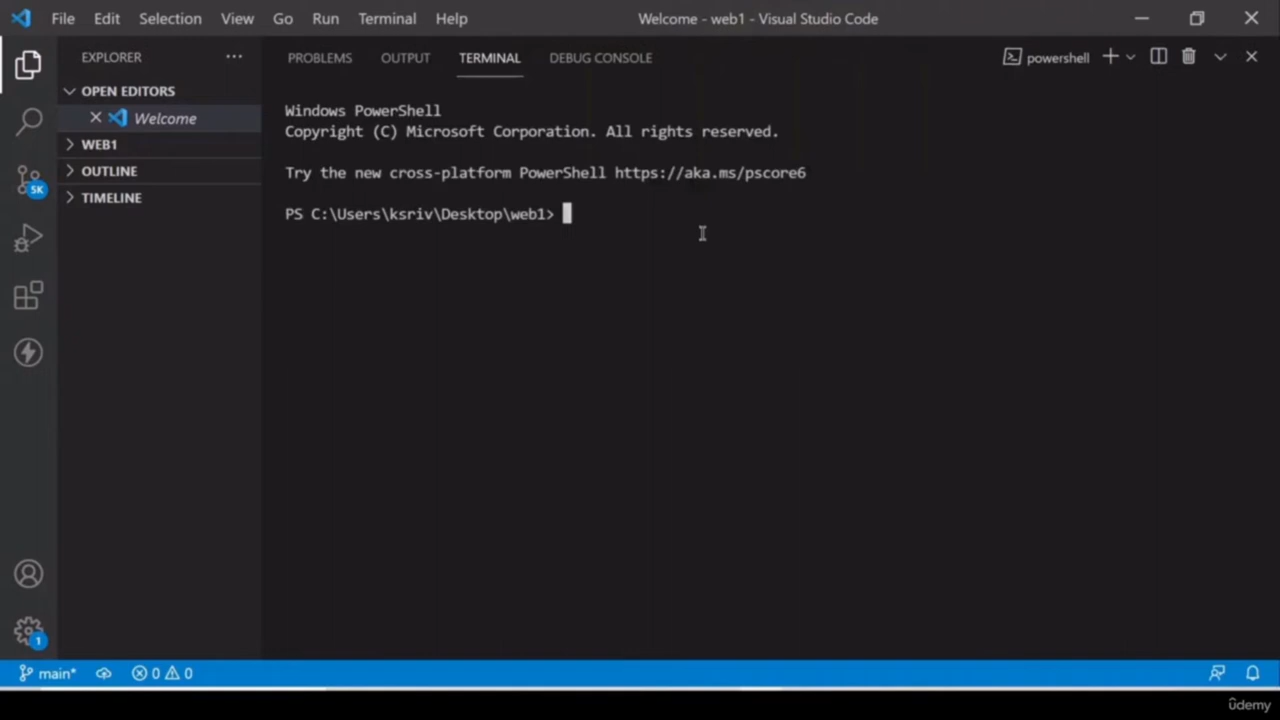 File Edit Selection View Go Run Terminal Help
Welcome - web1 - Visual Studio Code
EXPLORER
OPEN EDITORS
Welcome
WEB1
OUTLINE
TIMELINE
5K
1
PROBLEMS OUTPUT TERMINAL DEBUG CONSOLE
powershell
Windows PowerShell
Copyright (C) Microsoft Corporation. All rights reserved.
Try the new cross-platform PowerShell https://aka.ms/pscore6
PS C:\Users\ksriv\Desktop\web1>
main* 0 0
ûdemy